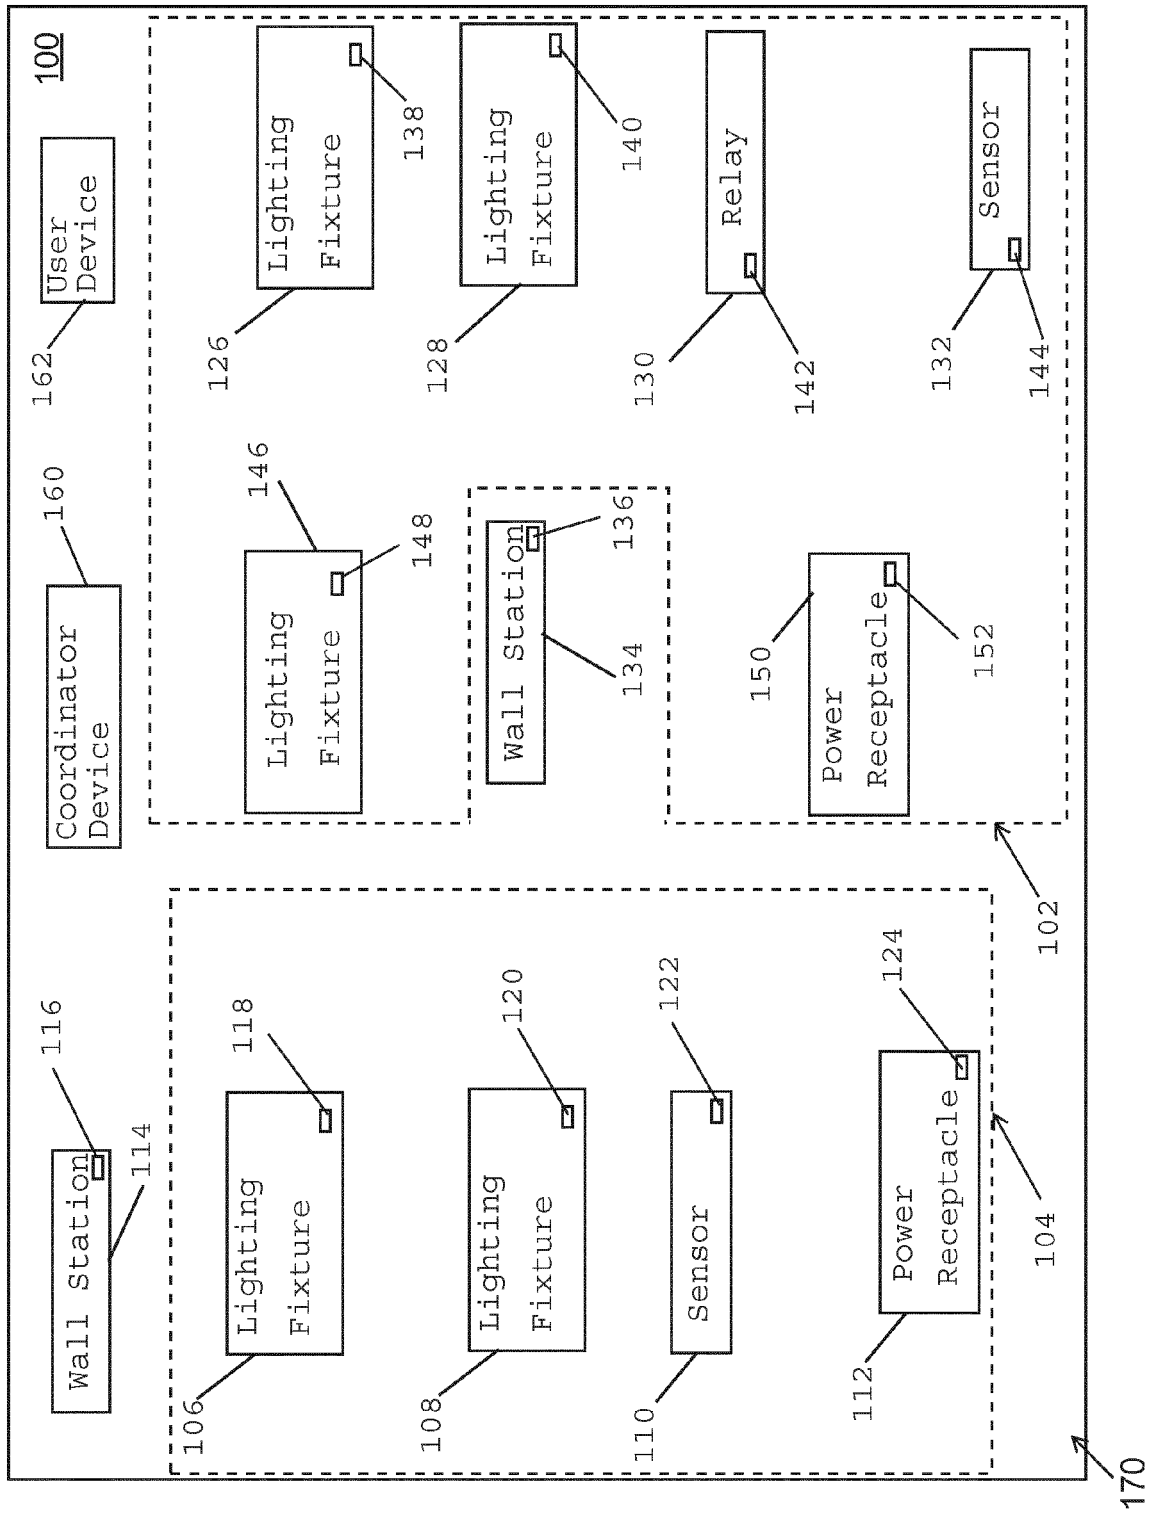 100
116
Wall Station
114
160
Coordinator
Device
162
User
Device
106
Lighting
Fixture
118
146
Lighting
Fixture
148
126
Lighting
Fixture
138
108
Lighting
Fixture
120
Wall Station
136
134
128
Lighting
Fixture
140
110
Sensor
122
130
Relay
142
112
Power
Receptacle
124
150
Power
Receptacle
152
132
Sensor
144
104
102
170